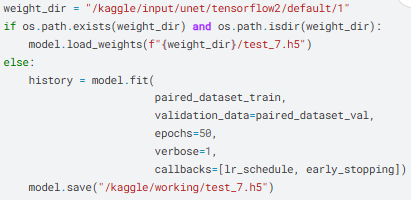 weight_dir = "/kaggle/input/unet/tensorflow2/default/1"
if os.path.exists(weight_dir) and os.path.isdir(weight_dir):
    model.load_weights(f"{weight_dir}/test_7.h5")
else:
    history = model.fit(
                        paired_dataset_train,
                        validation_data=paired_dataset_val,
                        epochs=50,
                        verbose=1,
                        callbacks=[lr_schedule, early_stopping])
    model.save("/kaggle/working/test_7.h5")